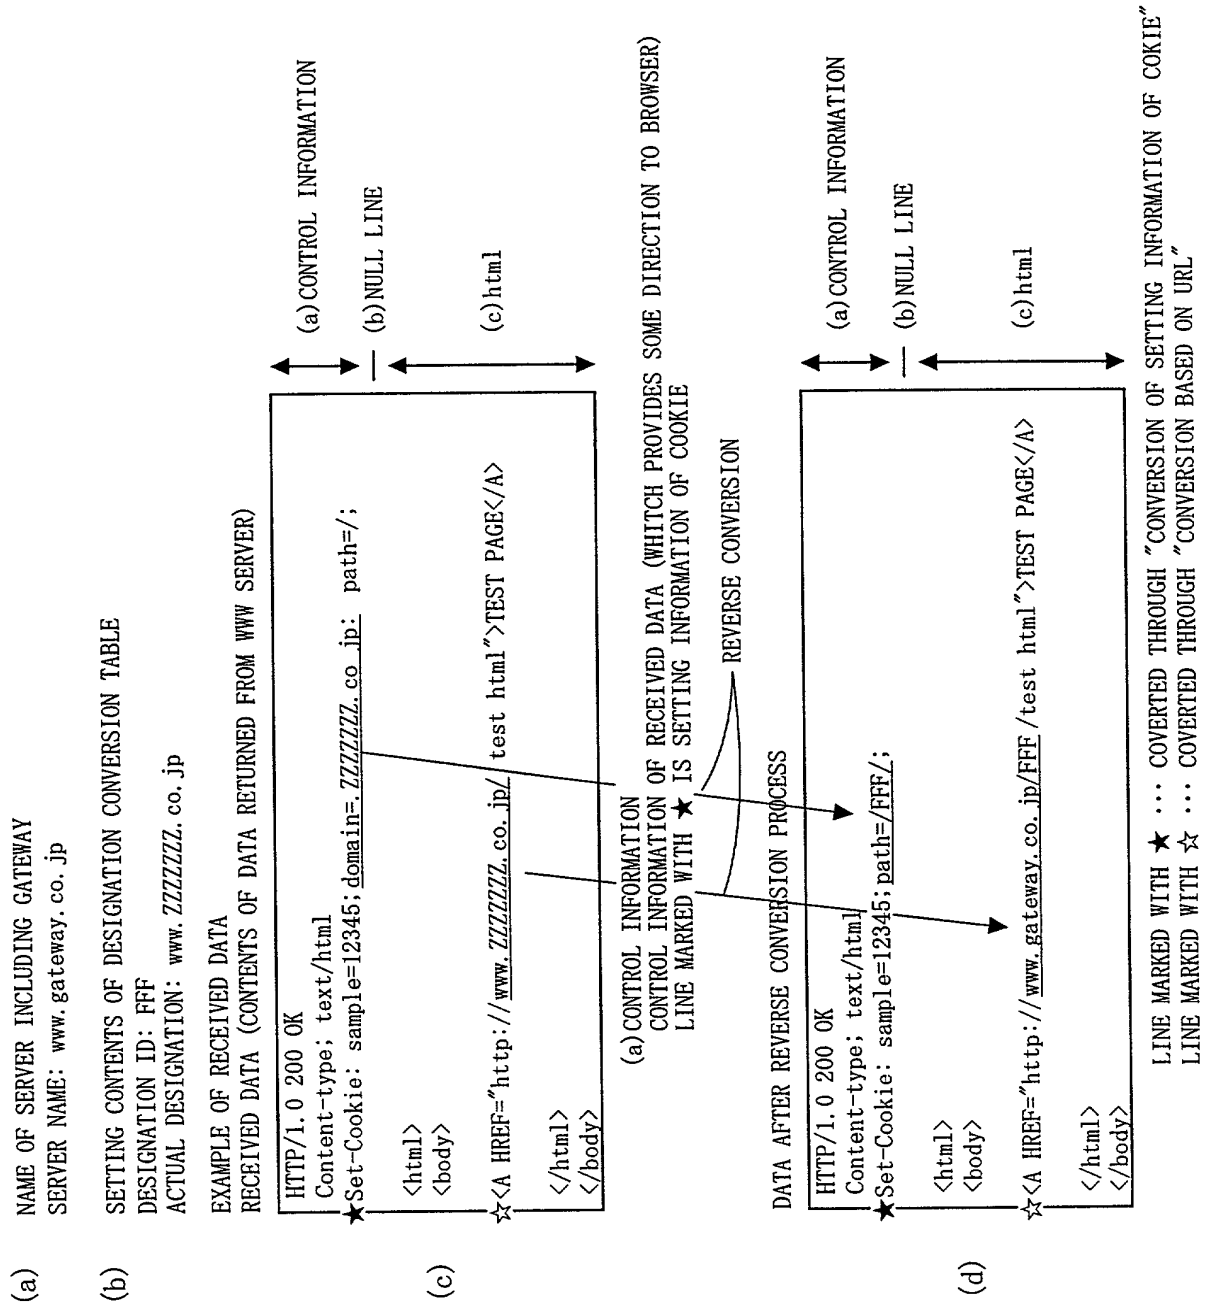 (a) NAME OF SERVER INCLUDING GATEWAY
SERVER NAME: www.gateway.co.jp
(b) SETTING CONTENTS OF DESIGNATION CONVERSION TABLE
DESIGNATION ID: FFF
ACTUAL DESIGNATION: www.ZZZZZZZ.co.jp
EXAMPLE OF RECEIVED DATA
RECEIVED DATA (CONTENTS OF DATA RETURNED FROM WWW SERVER)
(c)
HTTP/1.0 200 OK
Content-type; text/html
★Set-Cookie: sample=12345;domain=.ZZZZZZZ.co jp: path=/;
<html>
<body>
☆<A HREF="http://www.ZZZZZZZ.co.jp/ test html">TEST PAGE</A>
</html>
</body>
(a)CONTROL INFORMATION
(b)NULL LINE
(c)html
(a)CONTROL INFORMATION
CONTROL INFORMATION OF RECEIVED DATA (WHITCH PROVIDES SOME DIRECTION TO BROWSER)
LINE MARKED WITH ★ IS SETTING INFORMATION OF COOKIE
REVERSE CONVERSION
DATA AFTER REVERSE CONVERSION PROCESS
(d)
HTTP/1.0 200 OK
Content-type; text/html
★Set-Cookie: sample=12345;path=/FFF/;
<html>
<body>
☆<A HREF="http://www.gateway.co.jp/FFF/test html">TEST PAGE</A>
</html>
</body>
(a)CONTROL INFORMATION
(b)NULL LINE
(c)html
LINE MARKED WITH ★ ... COVERTED THROUGH "CONVERSION OF SETTING INFORMATION OF COKIE"
LINE MARKED WITH ☆ ... COVERTED THROUGH "CONVERSION BASED ON URL"